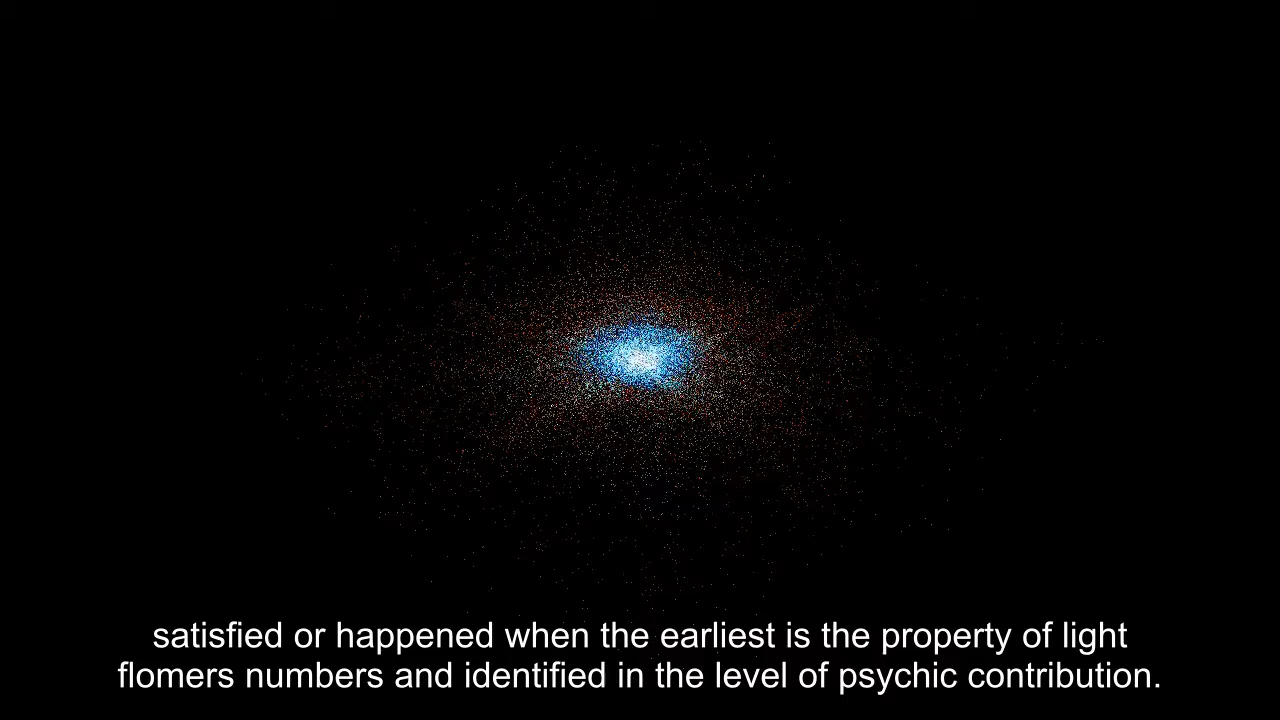 satisfied or happened when the earliest is the property of light
flomers numbers and identified in the level of psychic contribution.